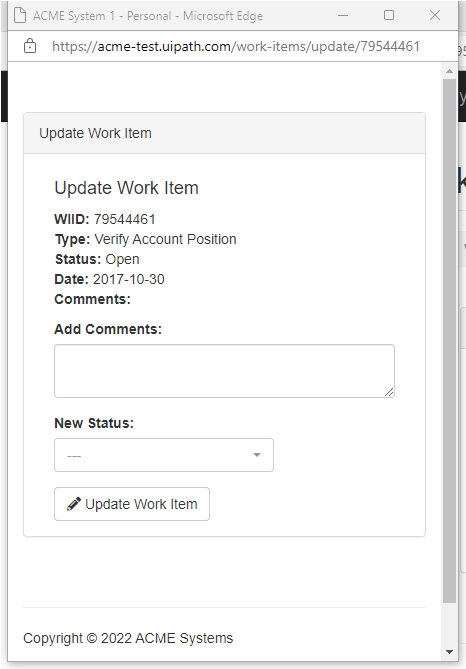 ACME System 1 - Personal - Microsoft Edge
https://acme-test.uipath.com/work-items/update/79544461
Update Work Item
Update Work Item
WIID: 79544461
Type: Verify Account Position
Status: Open
Date: 2017-10-30
Comments:
Add Comments:
New Status:
---
Update Work Item
Copyright © 2022 ACME Systems